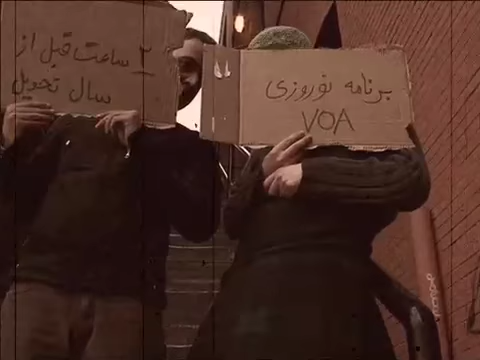 ۲ ساعت قبل از
سال تحویل
برنامه نوروزی
VOA